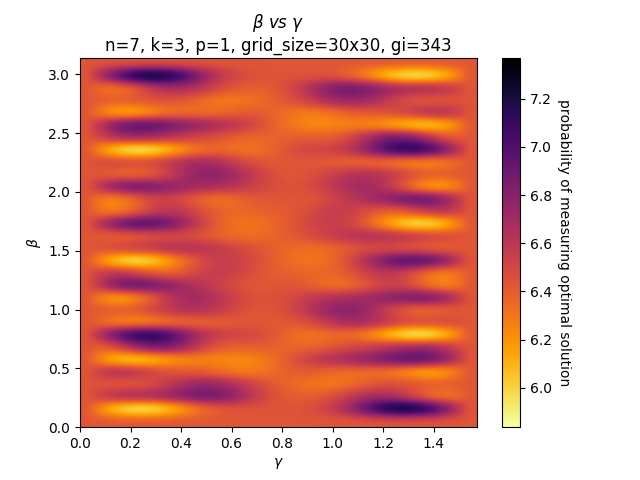 β vs γ
n=7, k=3, p=1, grid_size=30x30, gi=343
3.0
2.5
2.0
1.5
1.0
0.5
0.0
β
0.0 0.2 0.4 0.6 0.8 1.0 1.2 1.4
γ
7.2
7.0
6.8
6.6
6.4
6.2
6.0
probability of measuring optimal solution